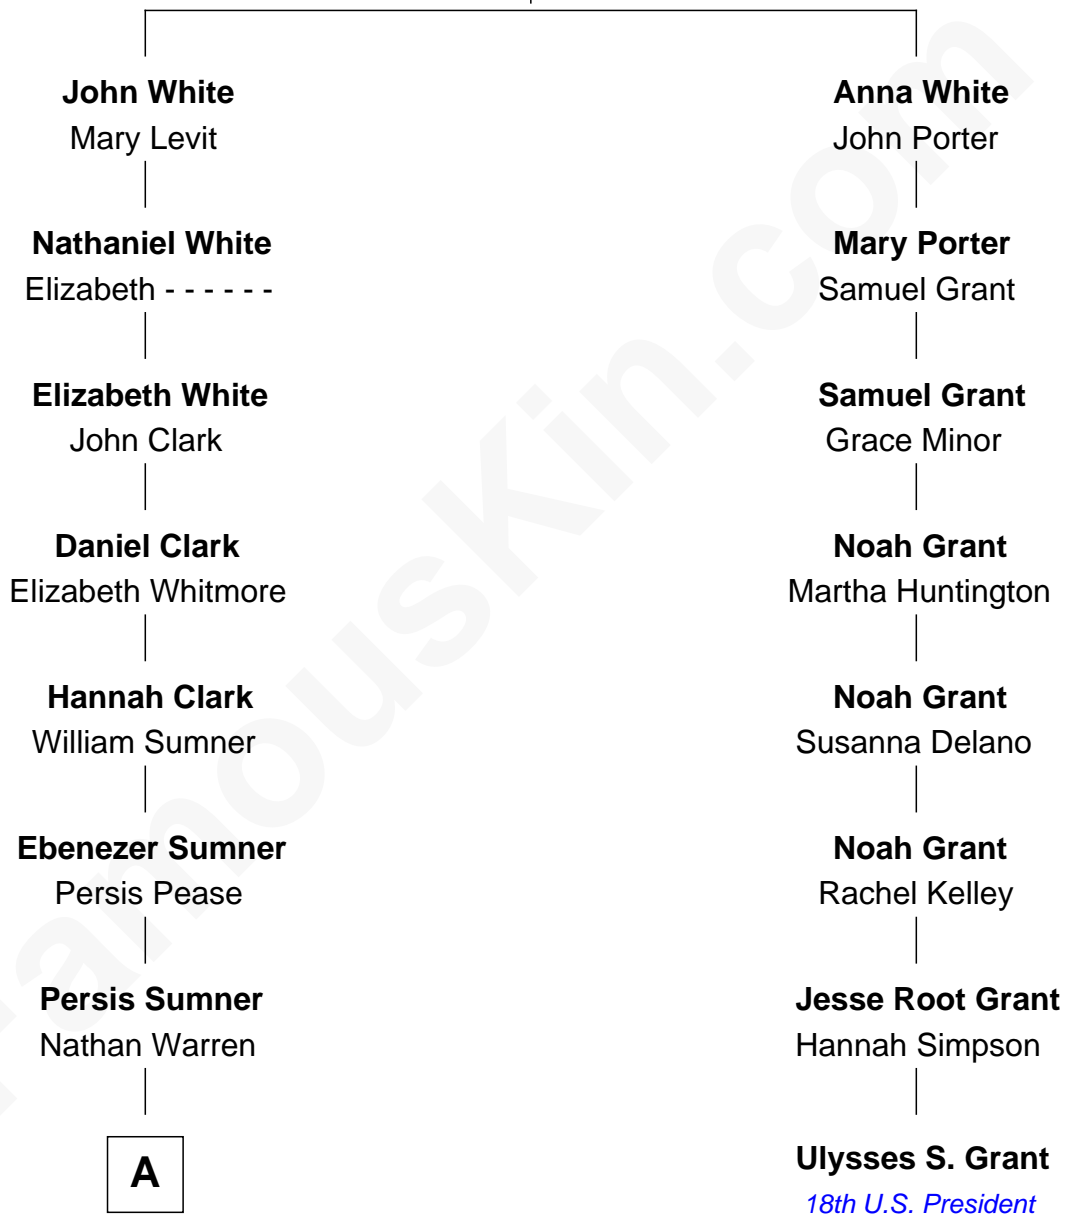 John White
Mary Levit
Anna White
John Porter
Nathaniel White
Elizabeth - - - - - -
Mary Porter
Samuel Grant
Elizabeth White
John Clark
Samuel Grant
Grace Minor
Daniel Clark
Elizabeth Whitmore
Noah Grant
Martha Huntington
Hannah Clark
William Sumner
Noah Grant
Susanna Delano
Ebenezer Sumner
Persis Pease
Noah Grant
Rachel Kelley
Persis Sumner
Nathan Warren
Jesse Root Grant
Hannah Simpson
A
Ulysses S. Grant
18th U.S. President
FamousKin.com